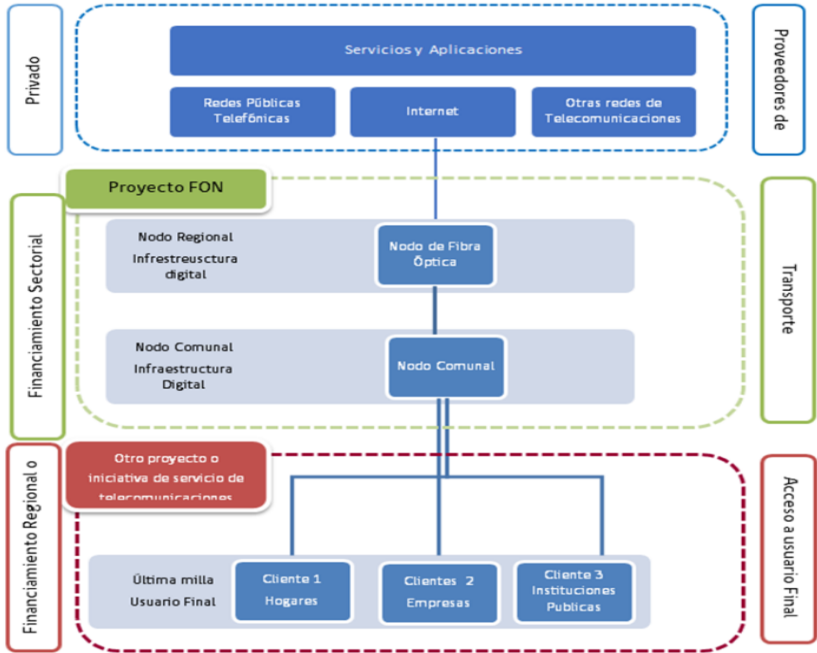 Privado
Servicios y Aplicaciones
Proveedores de
Redes Públicas
Telefónicas
Internet
Otras redes de
Telecomunicaciones
Proyecto FON
Financiamiento Sectorial
Nodo Regional
Infrestreusctura
digital
Nodo de Fibra
Óptica
Transporte
Nodo Comunal
Infraestructura
Digital
Nodo Comunal
Financiamiento Regional o
Otro proyecto o
iniciativa de servicio de
telecomunicaciones
Acceso a usuario Final
Última milla
Usuario Final
Cliente 1
Hogares
Clientes 2
Empresas
Cliente 3
Instituciones
Publicas